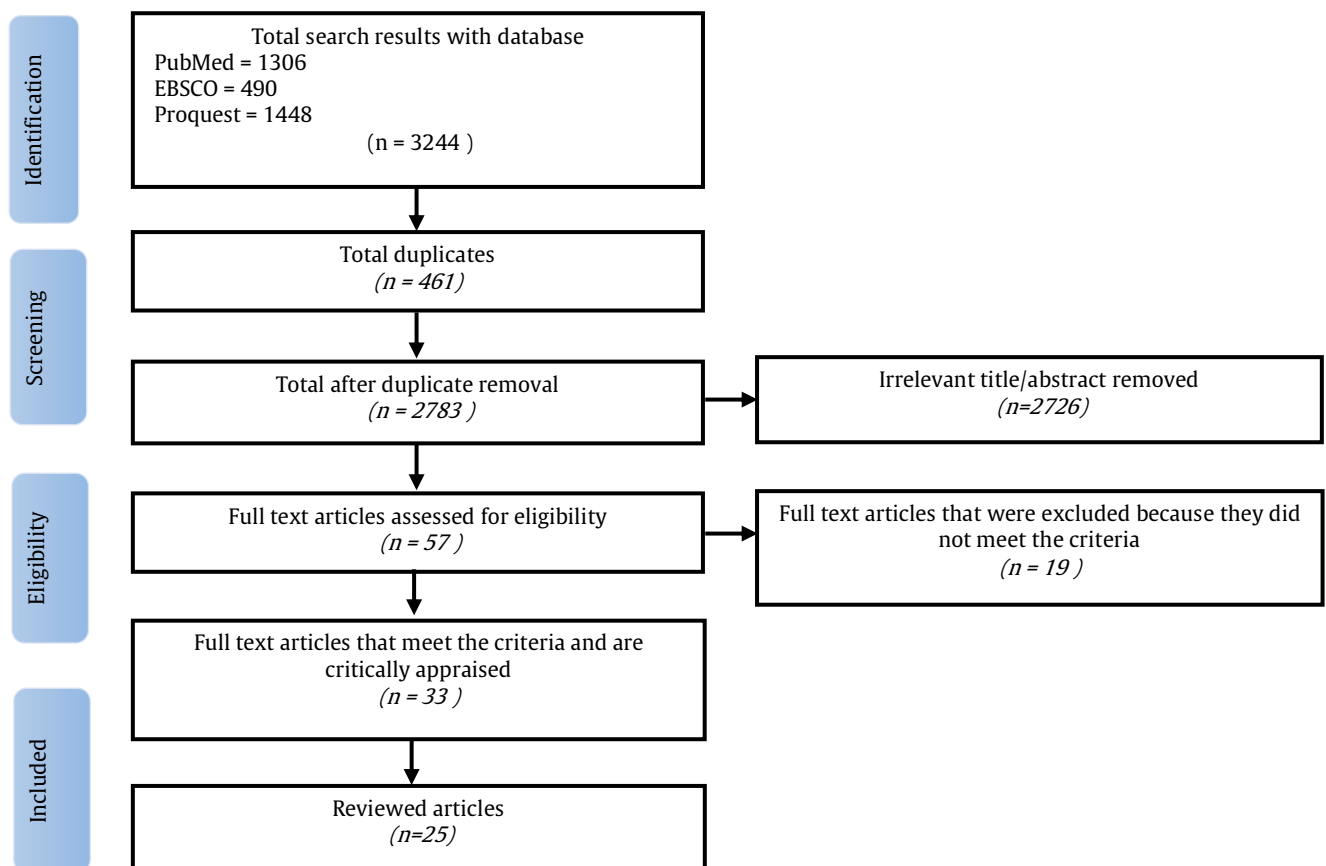 Identification
Total search results with database
PubMed = 1306
EBSCO = 490
Proquest = 1448
(n = 3244 )
Screening
Total duplicates
(n = 461)
Total after duplicate removal
(n = 2783 )
Irrelevant title/abstract removed
(n=2726)
Eligibility
Full text articles assessed for eligibility
(n = 57 )
Full text articles that were excluded because they did
not meet the criteria
(n = 19 )
Full text articles that meet the criteria and are
critically appraised
(n = 33 )
Included
Reviewed articles
(n=25)